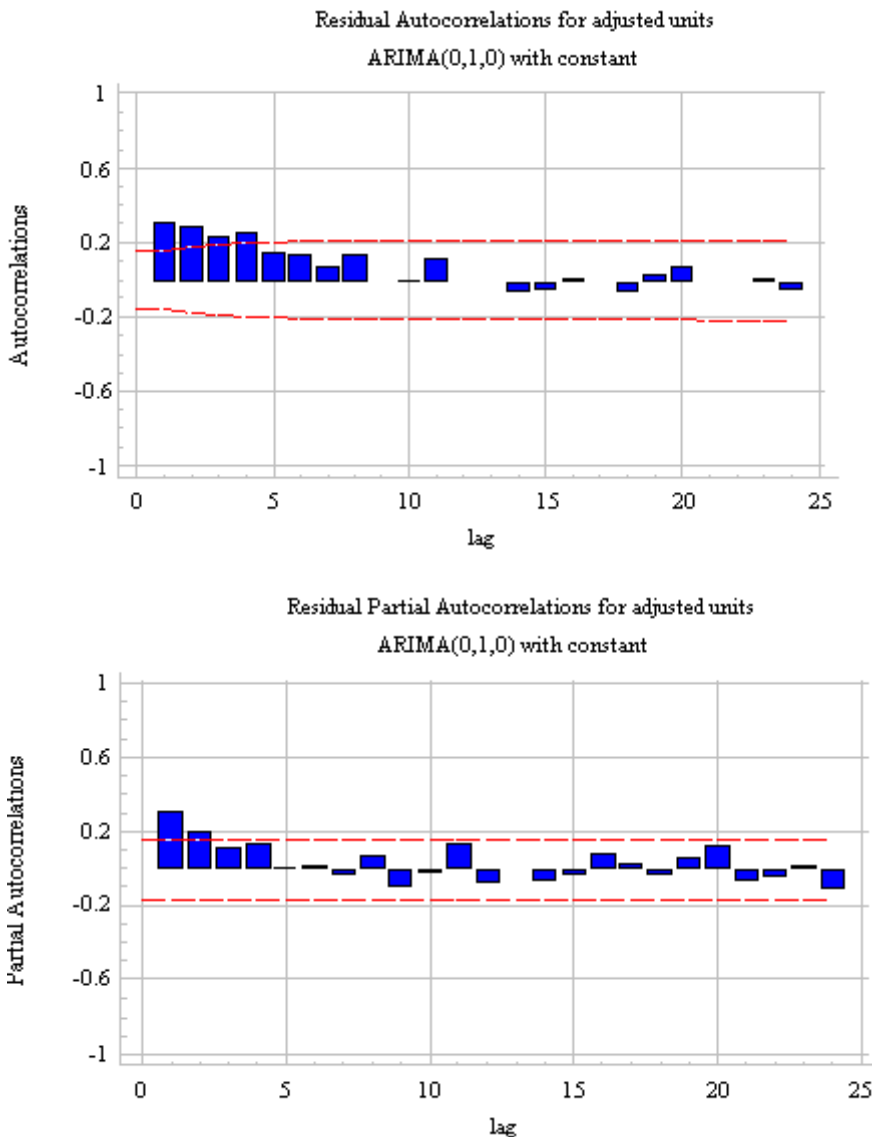 Residual Autocorrelations for adjusted units
ARIMA(0,1,0) with constant
Autocorrelations
1
0.6
0.2
-0.2
-0.6
-1
0 5 10 15 20 25
lag
Residual Partial Autocorrelations for adjusted units
ARIMA(0,1,0) with constant
Partial Autocorrelations
1
0.6
0.2
-0.2
-0.6
-1
0 5 10 15 20 25
lag